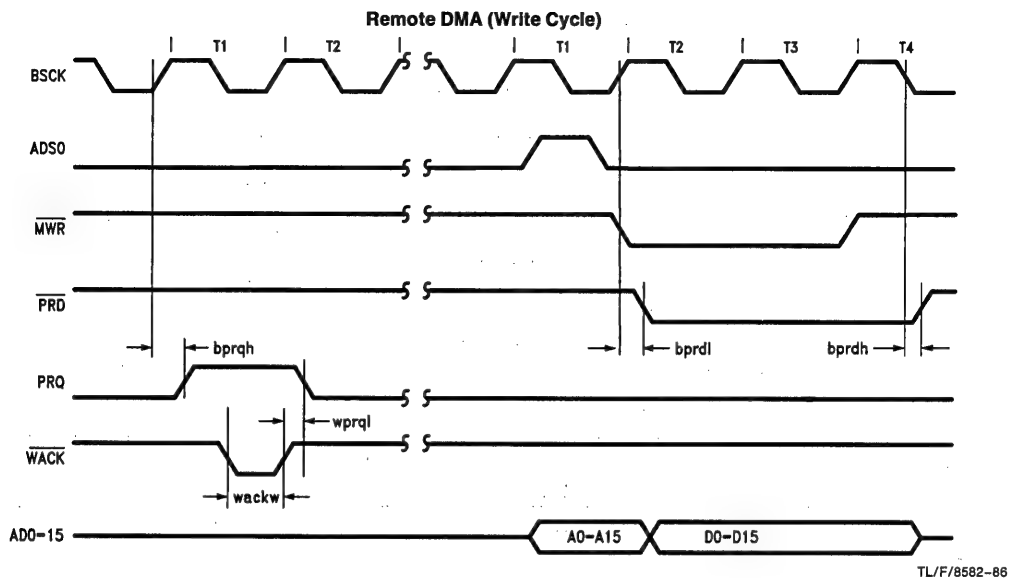 Remote DMA (Write Cycle)
T1 T2 T1 T2 T3 T4
BSCK
ADS0
MWR
PRD
bprqh bprdl bprdh
PRQ
wprql
WACK
wackw
AD0-15 A0-A15 D0-D15
TL/F/8582-86